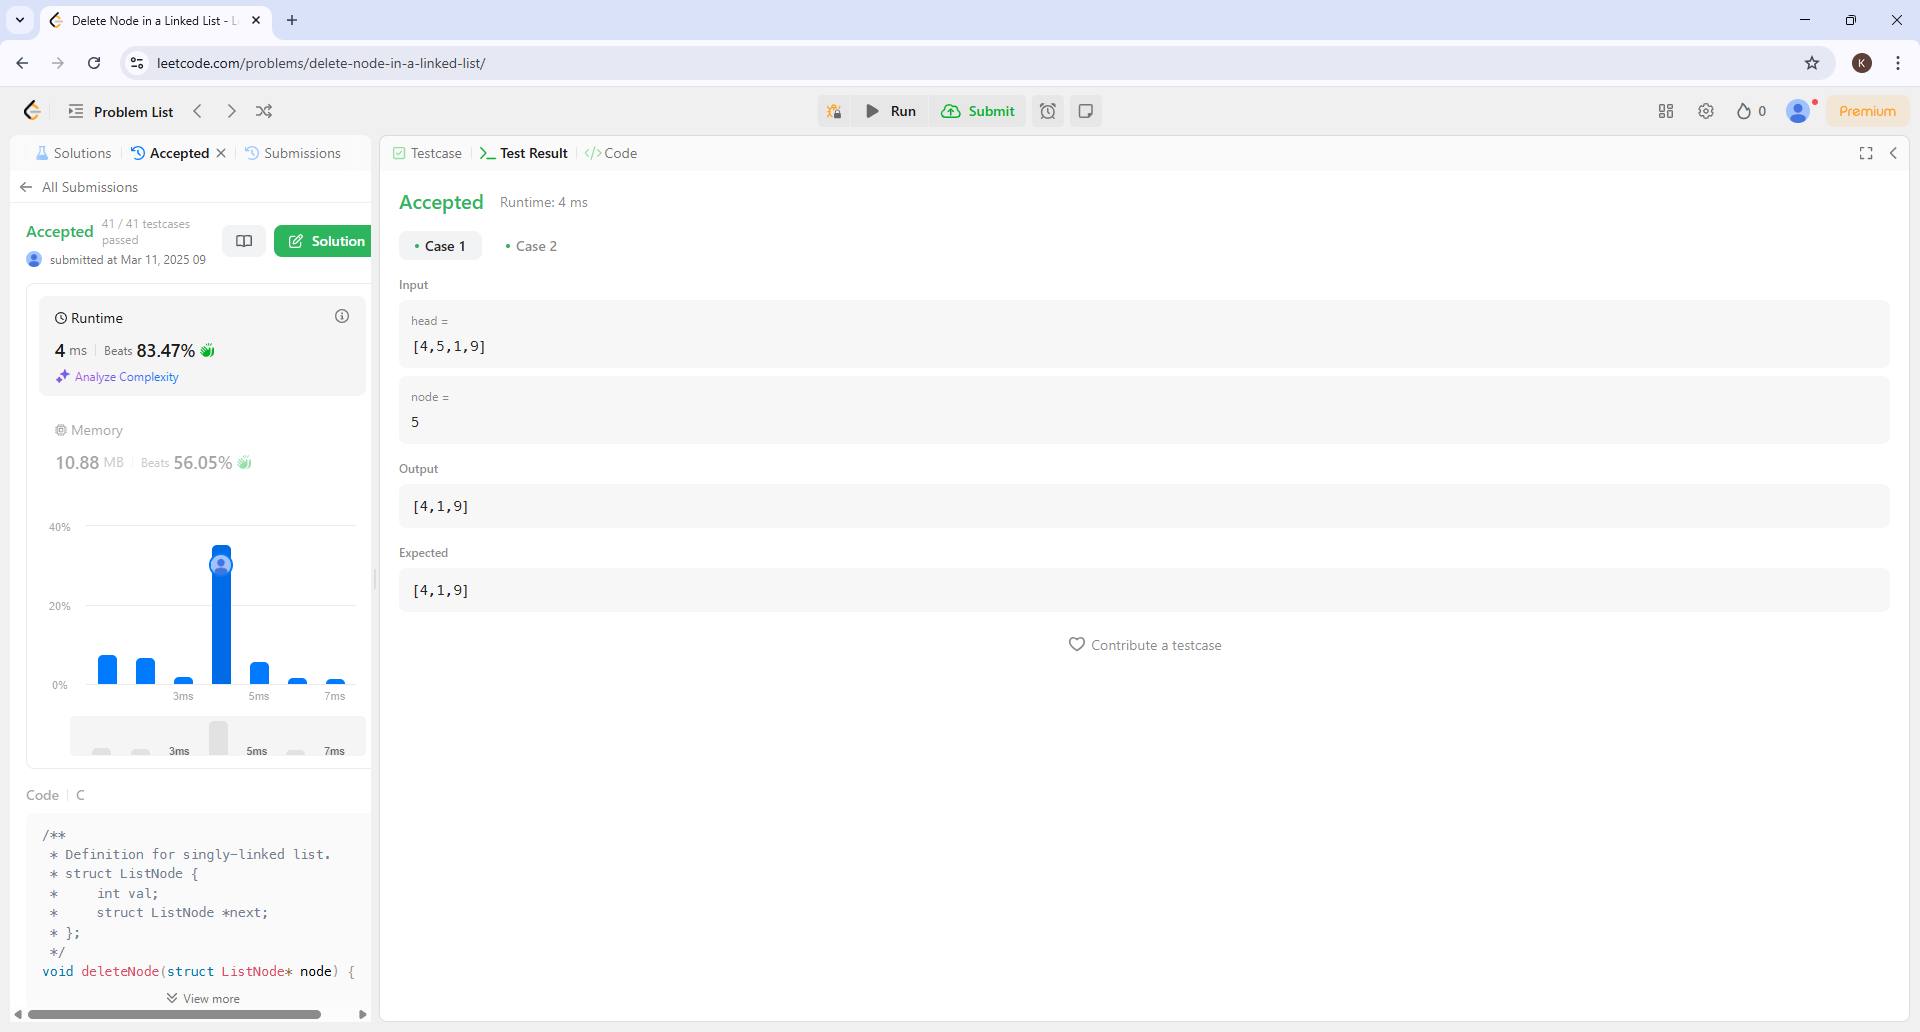 Delete Node in a Linked List - L
leetcode.com/problems/delete-node-in-a-linked-list/
K
Problem List
Run
Submit
0
Premium
Solutions
Accepted
Submissions
All Submissions
Accepted
41 / 41 testcases
passed
submitted at Mar 11, 2025 09
Solution
Runtime
4 ms
Beats 83.47%
Analyze Complexity
Memory
10.88 MB
Beats 56.05%
40%
20%
0%
3ms 5ms 7ms
3ms 5ms 7ms
Code
C
/**
* Definition for singly-linked list.
* struct ListNode {
*     int val;
*     struct ListNode *next;
* };
*/
void deleteNode(struct ListNode* node) {
View more
Testcase
Test Result
Code
Accepted
Runtime: 4 ms
Case 1
Case 2
Input
head =
[4,5,1,9]
node =
5
Output
[4,1,9]
Expected
[4,1,9]
Contribute a testcase